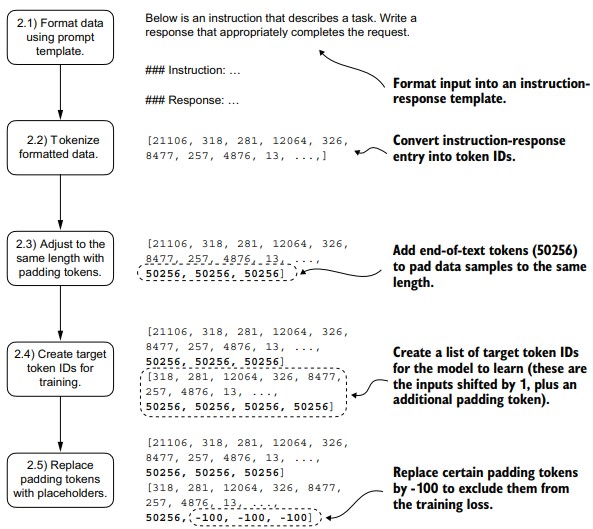 2.1) Format data
using prompt
template.
Below is an instruction that describes a task. Write a
response that appropriately completes the request.
### Instruction: ...
### Response: ...
Format input into an instruction-
response template.
2.2) Tokenize
formatted data.
[21106, 318, 281, 12064, 326,
8477, 257, 4876, 13, ...,]
Convert instruction-response
entry into token IDs.
2.3) Adjust to the
same length with
padding tokens.
[21106, 318, 281, 12064, 326,
8477, 257, 4876, 13, ...,
50256, 50256, 50256]
Add end-of-text tokens (50256)
to pad data samples to the same
length.
2.4) Create target
token IDs for
training.
[21106, 318, 281, 12064, 326,
8477, 257, 4876, 13, ...,
50256, 50256, 50256]
[318, 281, 12064, 326, 8477,
257, 4876, 13, ...,
50256, 50256, 50256, 50256]
Create a list of target token IDs
for the model to learn (these are
the inputs shifted by 1, plus an
additional padding token).
2.5) Replace
padding tokens
with placeholders.
[21106, 318, 281, 12064, 326,
8477, 257, 4876, 13, ...,
50256, 50256, 50256]
[318, 281, 12064, 326, 8477,
257, 4876, 13, ...,
50256, -100, -100, -100]
Replace certain padding tokens
by -100 to exclude them from
the training loss.